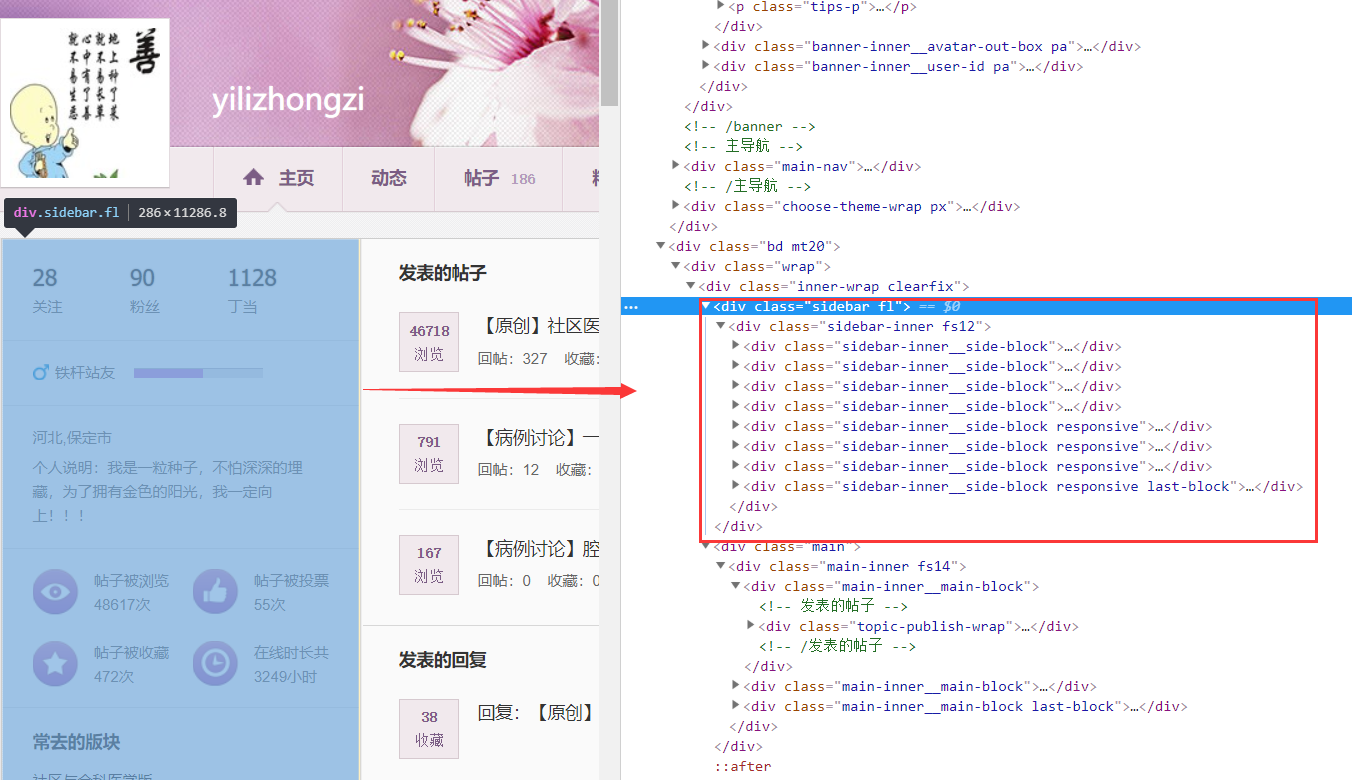 善
地上种了菜
就不长草
心中有了善
就不易生恶
yilizhongzi
主页
动态
帖子 186
div.sidebar.fl 286×11286.8
28 90 1128
关注 粉丝 丁当
铁杆站友
河北,保定市
个人说明：我是一粒种子，不怕深深的埋
藏，为了拥有金色的阳光，我一定向
上！！！
帖子被浏览 帖子被投票
48617次 55次
帖子被收藏 在线时长共
472次 3249小时
常去的版块
发表的帖子
46718 【原创】社区医
浏览 回帖：327 收藏：
791 【病例讨论】一
浏览 回帖：12 收藏：
167 【病例讨论】腔
浏览 回帖：0 收藏：0
发表的回复
38 回复：【原创】
收藏
<p class="tips-p">…</p>
</div>
<div class="banner-inner__avatar-out-box pa">…</div>
<div class="banner-inner__user-id pa">…</div>
</div>
</div>
<!-- /banner -->
<!-- 主导航 -->
<div class="main-nav">…</div>
<!-- /主导航 -->
<div class="choose-theme-wrap px">…</div>
</div>
<div class="bd mt20">
<div class="wrap">
<div class="inner-wrap clearfix">
… <div class="sidebar fl"> == $0
<div class="sidebar-inner fs12">
<div class="sidebar-inner__side-block">…</div>
<div class="sidebar-inner__side-block">…</div>
<div class="sidebar-inner__side-block">…</div>
<div class="sidebar-inner__side-block">…</div>
<div class="sidebar-inner__side-block responsive">…</div>
<div class="sidebar-inner__side-block responsive">…</div>
<div class="sidebar-inner__side-block responsive">…</div>
<div class="sidebar-inner__side-block responsive last-block">…</div>
</div>
</div>
<div class="main">
<div class="main-inner fs14">
<div class="main-inner__main-block">
<!-- 发表的帖子 -->
<div class="topic-publish-wrap">…</div>
<!-- /发表的帖子 -->
</div>
<div class="main-inner__main-block">…</div>
<div class="main-inner__main-block last-block">…</div>
</div>
</div>
::after